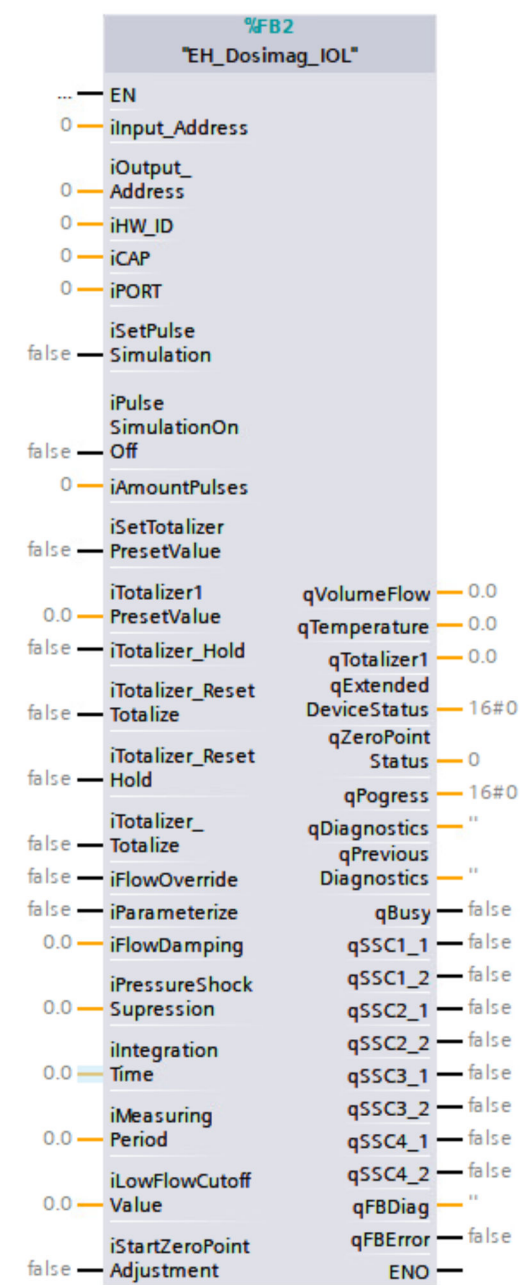 %FB2
"EH_Dosimag_IOL"
... EN
0 iInput_Address
iOutput_
0 Address
0 iHW_ID
0 iCAP
0 iPORT
iSetPulse
false Simulation
iPulse
SimulationOn
false Off
0 iAmountPulses
iSetTotalizer
false PresetValue
iTotalizer1
0.0 PresetValue
false iTotalizer_Hold
iTotalizer_Reset
false Totalize
iTotalizer_Reset
false Hold
iTotalizer_
false Totalize
false iFlowOverride
false iParameterize
0.0 iFlowDamping
iPressureShock
0.0 Supression
iIntegration
0.0 Time
iMeasuring
0.0 Period
iLowFlowCutoff
0.0 Value
iStartZeroPoint
false Adjustment
qVolumeFlow 0.0
qTemperature 0.0
qTotalizer1 0.0
qExtended
DeviceStatus 16#0
qZeroPoint
Status 0
qPogress 16#0
qDiagnostics ''
qPrevious
Diagnostics ''
qBusy false
qSSC1_1 false
qSSC1_2 false
qSSC2_1 false
qSSC2_2 false
qSSC3_1 false
qSSC3_2 false
qSSC4_1 false
qSSC4_2 false
qFBDiag ''
qFBError false
ENO